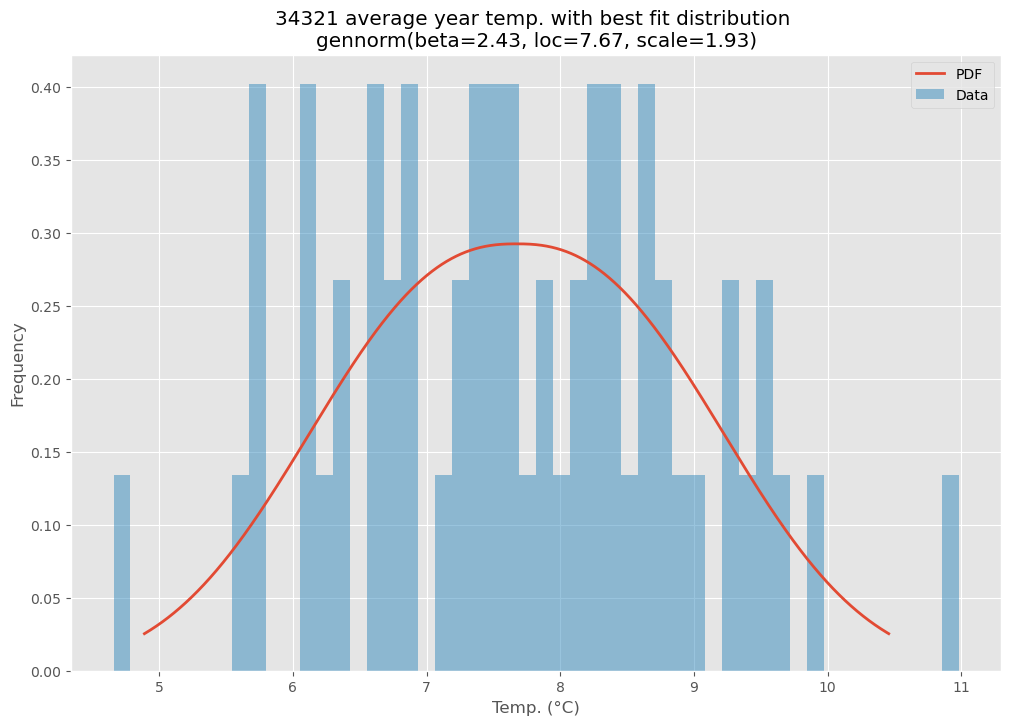 34321 average year temp. with best fit distribution
gennorm(beta=2.43, loc=7.67, scale=1.93)
PDF
Data
Frequency
0.40
0.35
0.30
0.25
0.20
0.15
0.10
0.05
0.00
5 6 7 8 9 10 11
Temp. (°C)